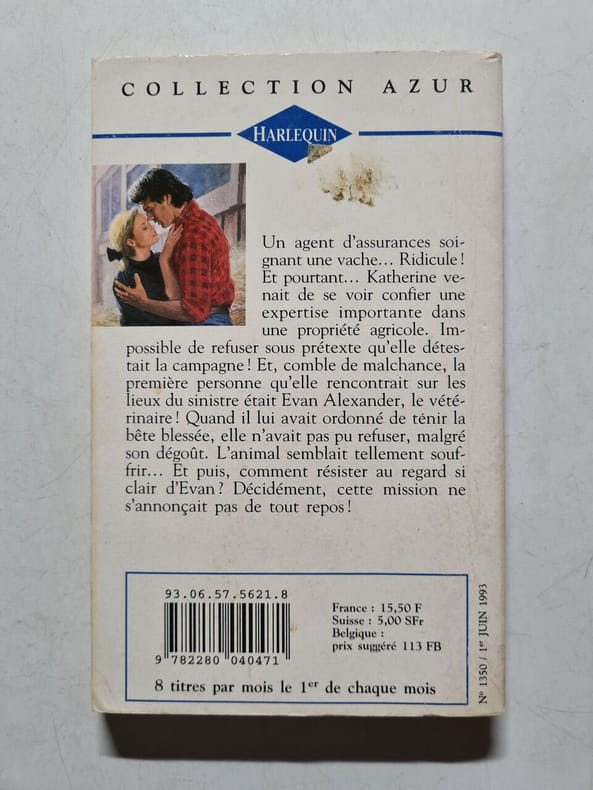 COLLECTION AZUR
HARLEQUIN
Un agent d'assurances soi-
gnant une vache... Ridicule !
Et pourtant... Katherine ve-
nait de se voir confier une
expertise importante dans
une propriété agricole. Im-
possible de refuser sous prétexte qu'elle détes-
tait la campagne ! Et, comble de malchance, la
première personne qu'elle rencontrait sur les
lieux du sinistre était Evan Alexander, le vété-
rinaire ! Quand il lui avait ordonné de tenir la
bête blessée, elle n'avait pas pu refuser, malgré
son dégoût. L'animal semblait tellement souf-
frir... Et puis, comment résister au regard si
clair d'Evan ? Décidément, cette mission ne
s'annonçait pas de tout repos !
93.06.57.5621.8
9 782280 040471
France : 15,50 F
Suisse : 5,00 SFr
Belgique :
prix suggéré 113 FB
8 titres par mois le 1er de chaque mois
N° 1350 / 1er JUIN 1993